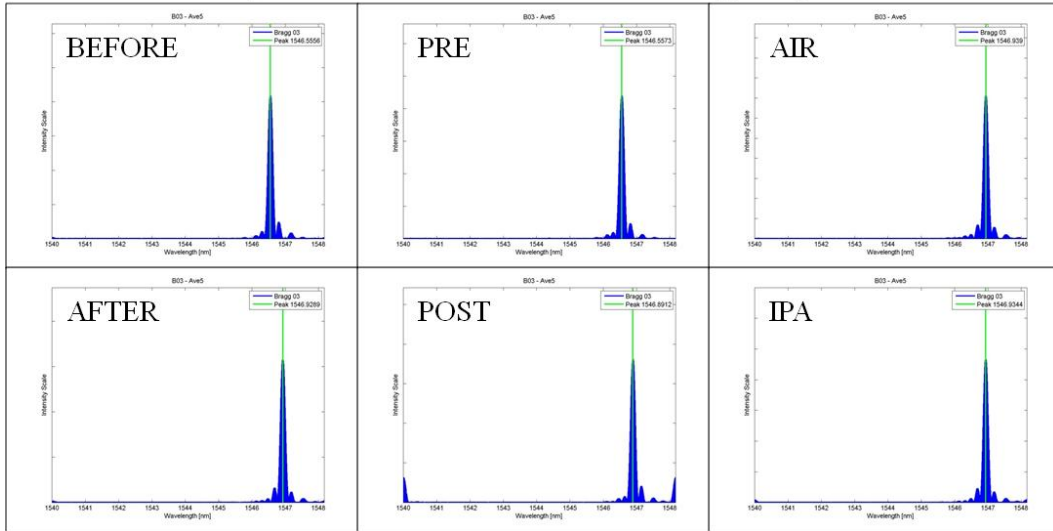 B03 - Ave5
BEFORE
Bragg 03
Peak 1546.5556
Intensity Scale
1540 1541 1542 1543 1544 1545 1546 1547 1548
Wavelength [nm]
B03 - Ave5
PRE
Bragg 03
Peak 1546.5573
Intensity Scale
1540 1541 1542 1543 1544 1545 1546 1547 1548
Wavelength [nm]
B03 - Ave5
AIR
Bragg 03
Peak 1546.939
Intensity Scale
1540 1541 1542 1543 1544 1545 1546 1547 1548
Wavelength [nm]
B03 - Ave5
AFTER
Bragg 03
Peak 1546.9289
Intensity Scale
1540 1541 1542 1543 1544 1545 1546 1547 1548
Wavelength [nm]
B03 - Ave5
POST
Bragg 03
Peak 1546.8912
Intensity Scale
1540 1541 1542 1543 1544 1545 1546 1547 1548
Wavelength [nm]
B03 - Ave5
IPA
Bragg 03
Peak 1546.9344
Intensity Scale
1540 1541 1542 1543 1544 1545 1546 1547 1548
Wavelength [nm]